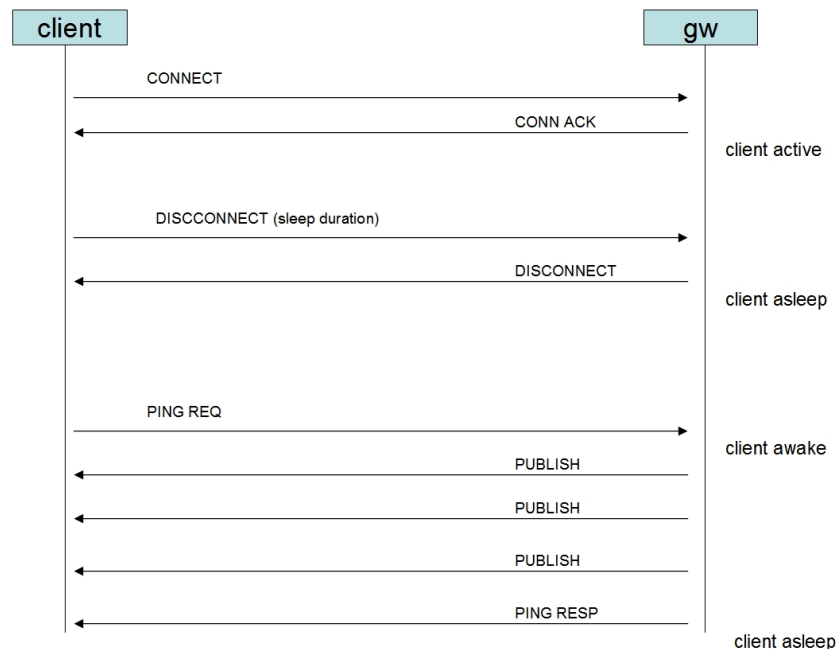 client
gw
CONNECT
CONN ACK
client active
DISCCONNECT (sleep duration)
DISCONNECT
client asleep
PING REQ
client awake
PUBLISH
PUBLISH
PUBLISH
PING RESP
client asleep